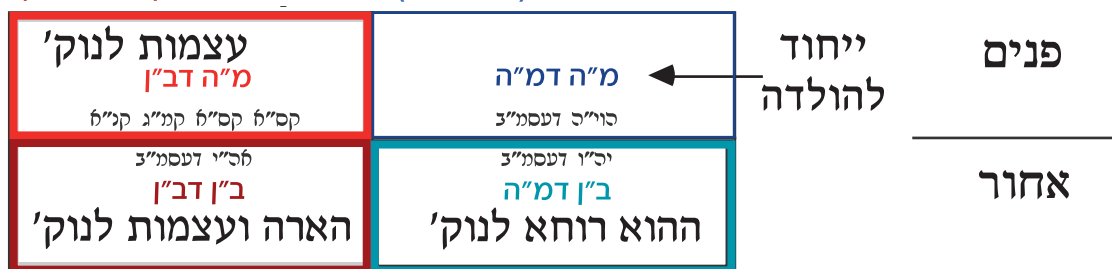 פנים
ייחוד
להולדה
מ"ה דמ"ה
הוי"ה דעסמ"ב
עצמות לנוק'
מ"ה דב"ן
קס"א קס"א קמ"ג קנ"א
אחור
יה"ו דעסמ"ב
ב"ן דמ"ה
ההוא רוחא לנוק'
אה"י דעסמ"ב
ב"ן דב"ן
הארה ועצמות לנוק'